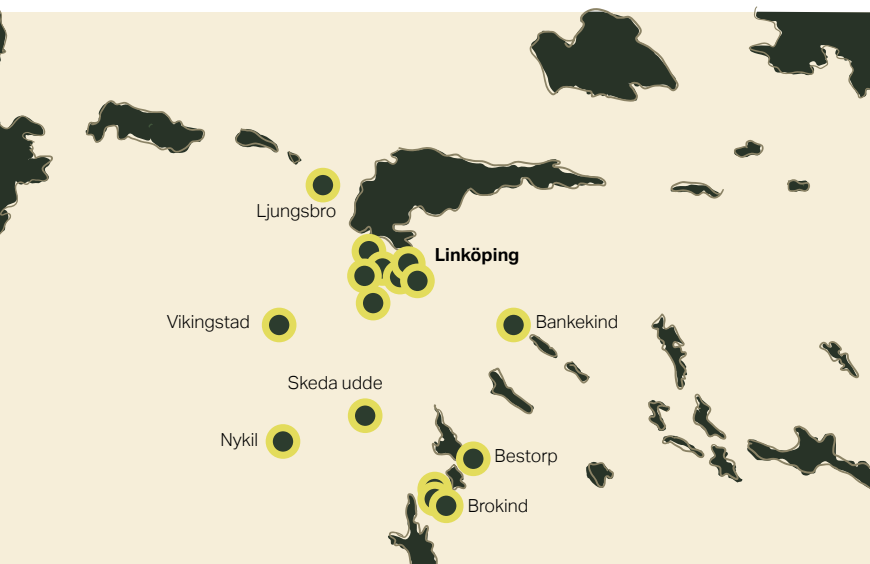 Ljungsbro
Linköping
Vikingstad
Bankekind
Skeda udde
Nykil
Bestorp
Brokind